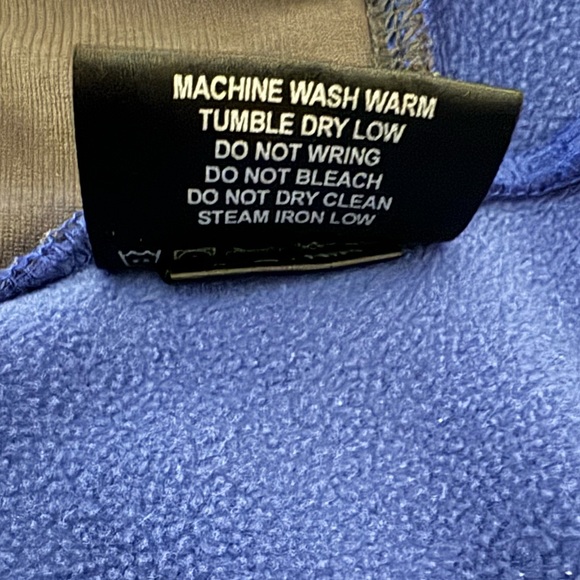 MACHINE WASH WARM
TUMBLE DRY LOW
DO NOT WRING
DO NOT BLEACH
DO NOT DRY CLEAN
STEAM IRON LOW